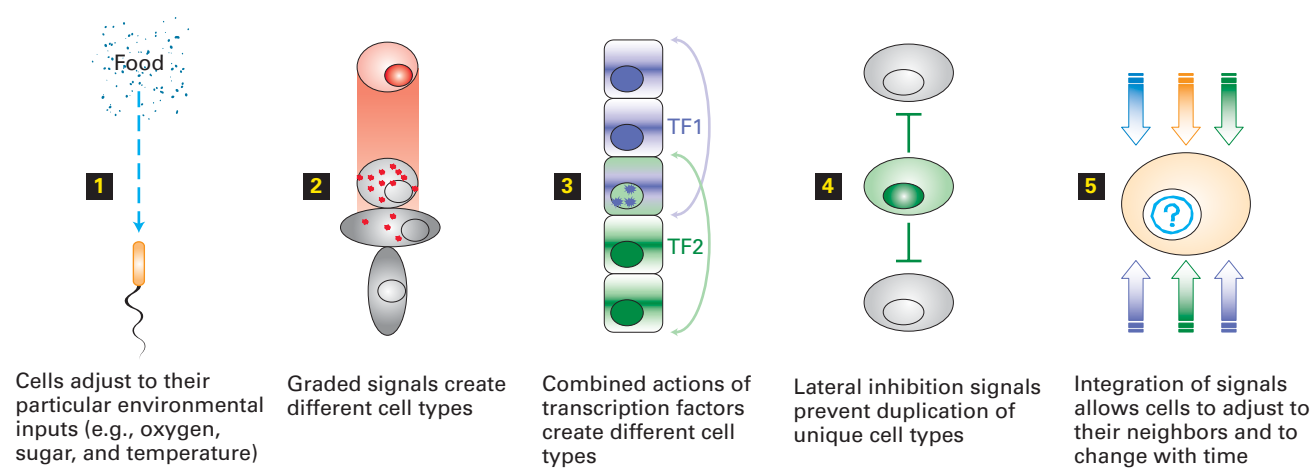 Food
1
2
3
TF1
TF2
4
5
?
Cells adjust to their
particular environmental
inputs (e.g., oxygen,
sugar, and temperature)
Graded signals create
different cell types
Combined actions of
transcription factors
create different cell
types
Lateral inhibition signals
prevent duplication of
unique cell types
Integration of signals
allows cells to adjust to
their neighbors and to
change with time